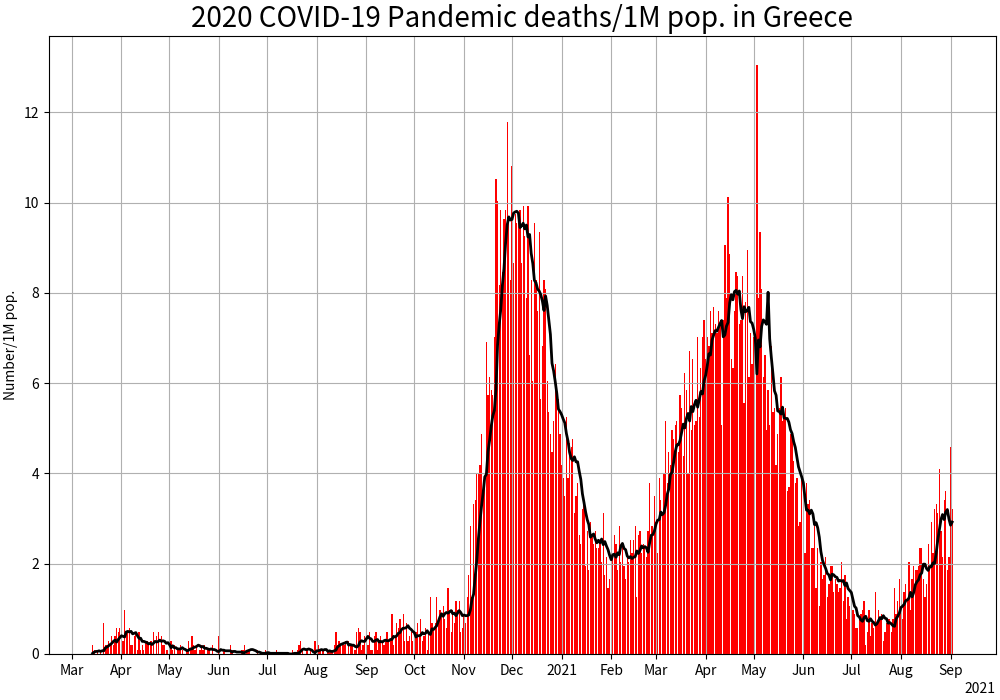 2020 COVID-19 Pandemic deaths/1M pop. in Greece
Number/1M pop.
12
10
8
6
4
2
0
Mar Apr May Jun Jul Aug Sep Oct Nov Dec 2021 Feb Mar Apr May Jun Jul Aug Sep
2021